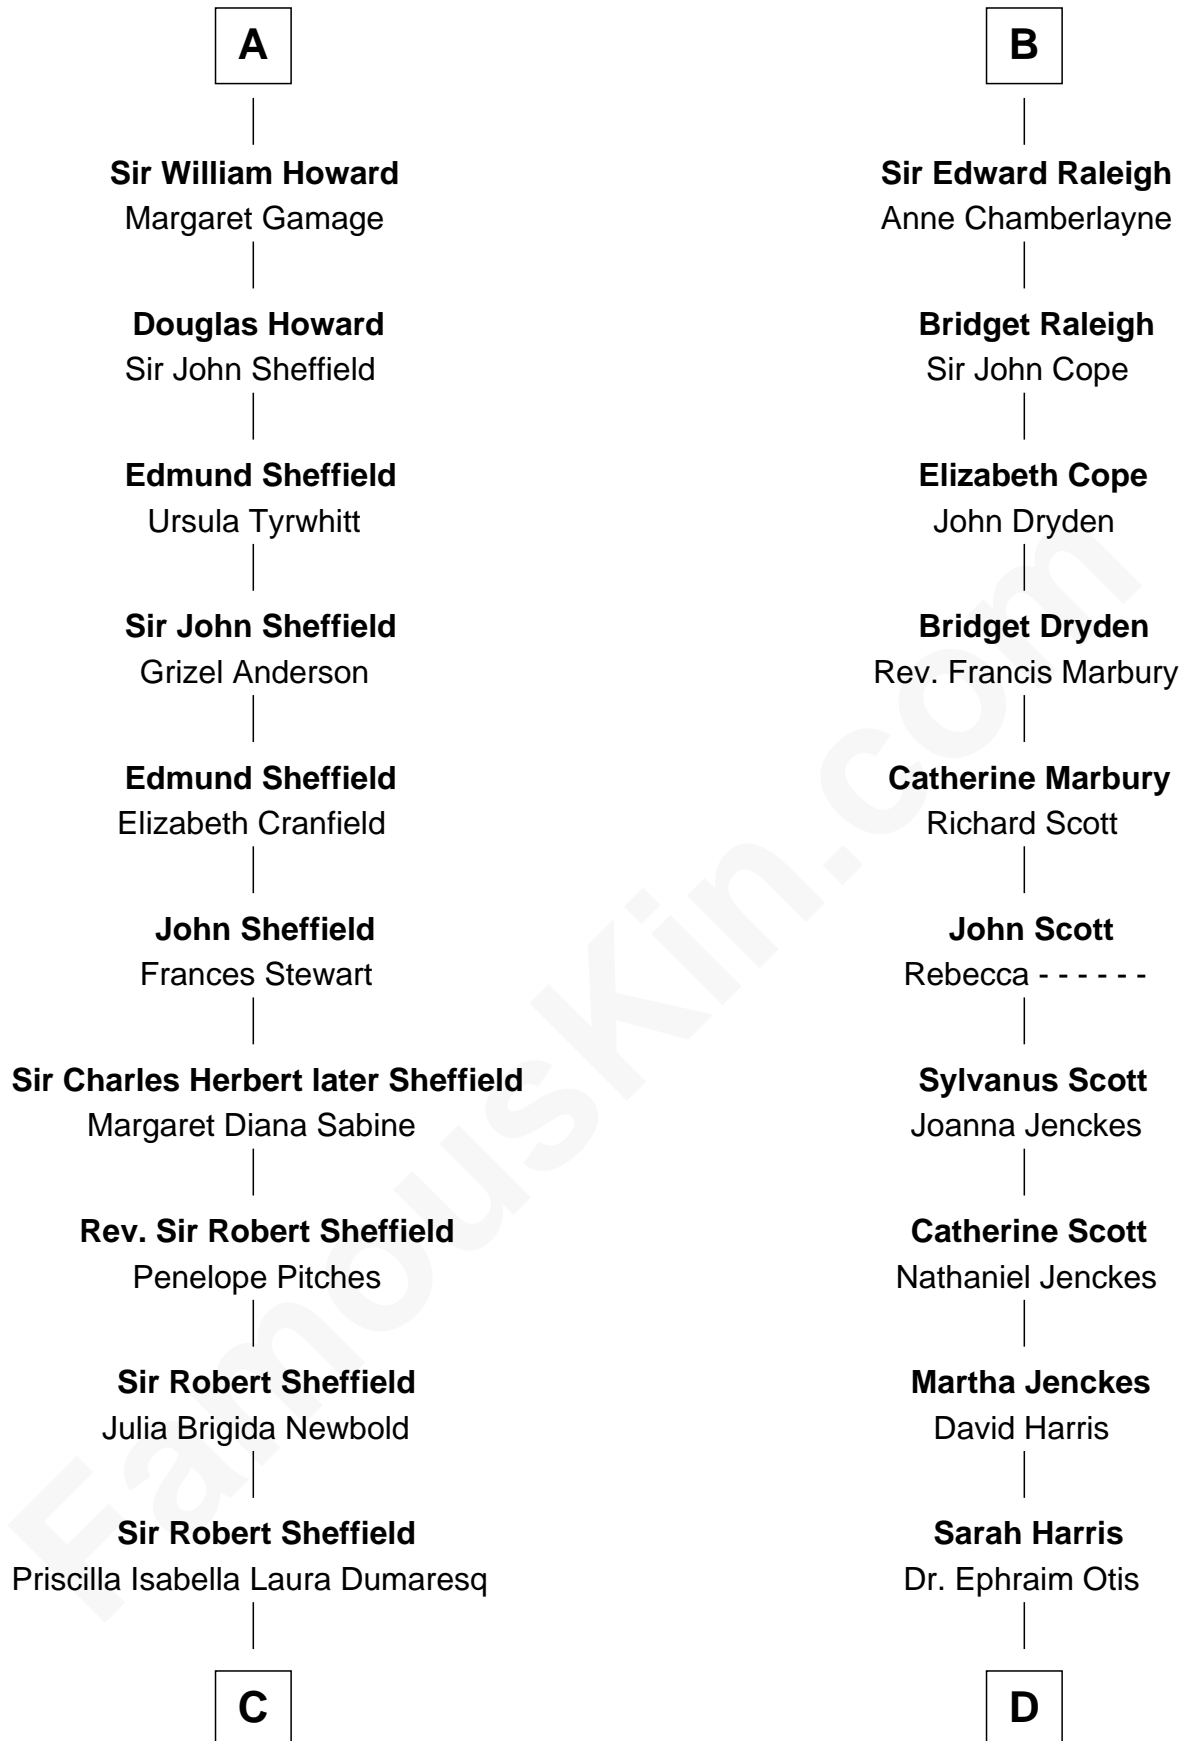 A
Sir William Howard
Margaret Gamage
Douglas Howard
Sir John Sheffield
Edmund Sheffield
Ursula Tyrwhitt
Sir John Sheffield
Grizel Anderson
Edmund Sheffield
Elizabeth Cranfield
John Sheffield
Frances Stewart
Sir Charles Herbert later Sheffield
Margaret Diana Sabine
Rev. Sir Robert Sheffield
Penelope Pitches
Sir Robert Sheffield
Julia Brigida Newbold
Sir Robert Sheffield
Priscilla Isabella Laura Dumaresq
C
B
Sir Edward Raleigh
Anne Chamberlayne
Bridget Raleigh
Sir John Cope
Elizabeth Cope
John Dryden
Bridget Dryden
Rev. Francis Marbury
Catherine Marbury
Richard Scott
John Scott
Rebecca - - - - - -
Sylvanus Scott
Joanna Jenckes
Catherine Scott
Nathaniel Jenckes
Martha Jenckes
David Harris
Sarah Harris
Dr. Ephraim Otis
D
FamousKin.com